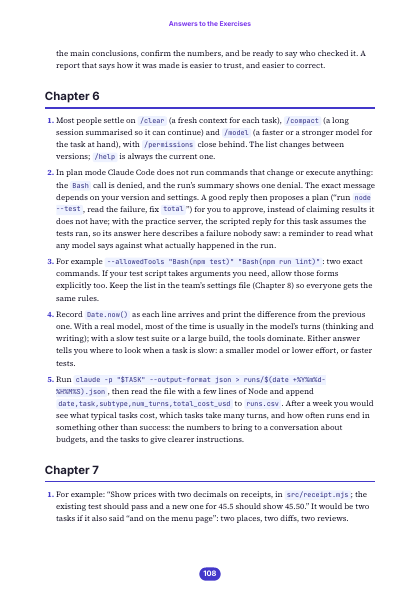 Answers to the Exercises
the main conclusions, confirm the numbers, and be ready to say who checked it. A
report that says how it was made is easier to trust, and easier to correct.
Chapter 6
1. Most people settle on /clear (a fresh context for each task), /compact (a long
session summarised so it can continue) and /model (a faster or a stronger model for
the task at hand), with /permissions close behind. The list changes between
versions; /help is always the current one.
2. In plan mode Claude Code does not run commands that change or execute anything:
the Bash call is denied, and the run's summary shows one denial. The exact message
depends on your version and settings. A good reply then proposes a plan ("run node
--test, read the failure, fix total") for you to approve, instead of claiming results it
does not have; with the practice server, the scripted reply for this task assumes the
tests ran, so its answer here describes a failure nobody saw: a reminder to read what
any model says against what actually happened in the run.
3. For example --allowedTools "Bash(npm test)" "Bash(npm run lint)": two exact
commands. If your test script takes arguments you need, allow those forms
explicitly too. Keep the list in the team's settings file (Chapter 8) so everyone gets the
same rules.
4. Record Date.now() as each line arrives and print the difference from the previous
one. With a real model, most of the time is usually in the model's turns (thinking and
writing); with a slow test suite or a large build, the tools dominate. Either answer
tells you where to look when a task is slow: a smaller model or lower effort, or faster
tests.
5. Run claude -p "$TASK" --output-format json > runs/$(date +%Y%m%d-
%H%M%S).json, then read the file with a few lines of Node and append
date,task,subtype,num_turns,total_cost_usd to runs.csv. After a week you would
see what typical tasks cost, which tasks take many turns, and how often runs end in
something other than success: the numbers to bring to a conversation about
budgets, and the tasks to give clearer instructions.
Chapter 7
1. For example: "Show prices with two decimals on receipts, in src/receipt.mjs; the
existing test should pass and a new one for 45.5 should show 45.50." It would be two
tasks if it also said "and on the menu page": two places, two diffs, two reviews.
108